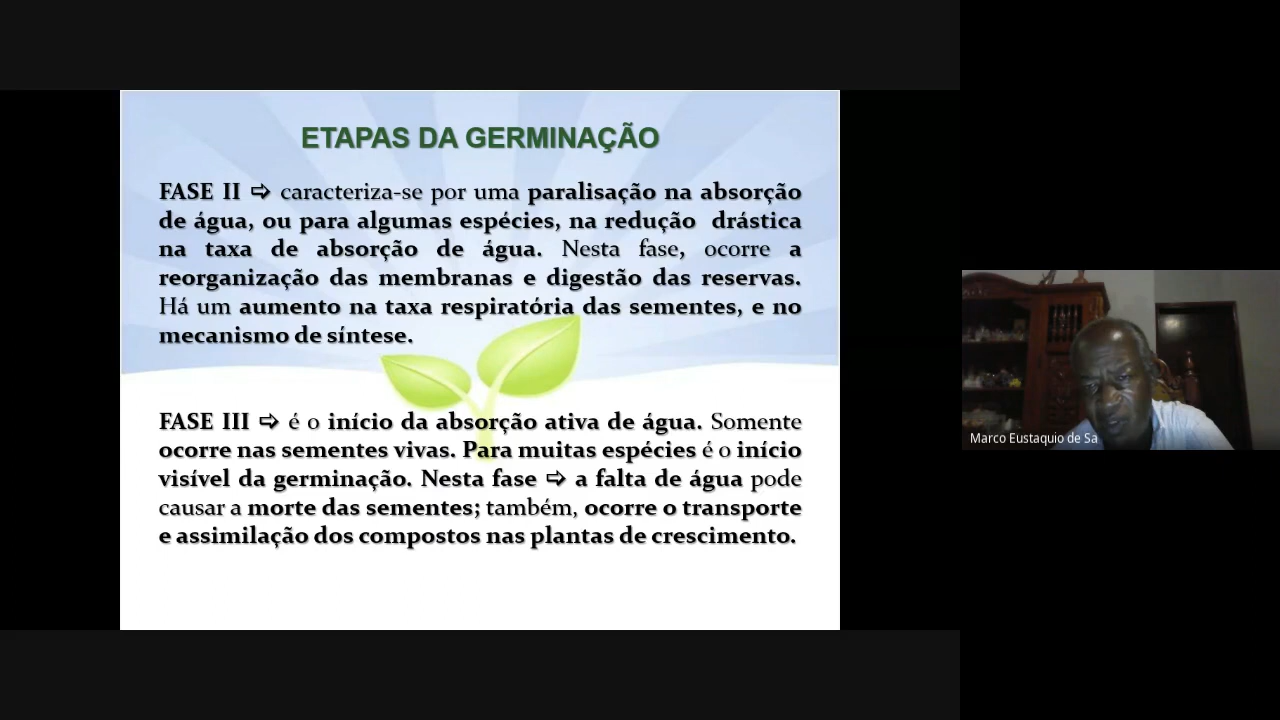 ETAPAS DA GERMINAÇÃO
FASE II ⇨ caracteriza-se por uma paralisação na absorção
de água, ou para algumas espécies, na redução drástica
na taxa de absorção de água. Nesta fase, ocorre a
reorganização das membranas e digestão das reservas.
Há um aumento na taxa respiratória das sementes, e no
mecanismo de síntese.
FASE III ⇨ é o início da absorção ativa de água. Somente
ocorre nas sementes vivas. Para muitas espécies é o início
visível da germinação. Nesta fase ⇨ a falta de água pode
causar a morte das sementes; também, ocorre o transporte
e assimilação dos compostos nas plantas de crescimento.
Marco Eustaquio de Sa